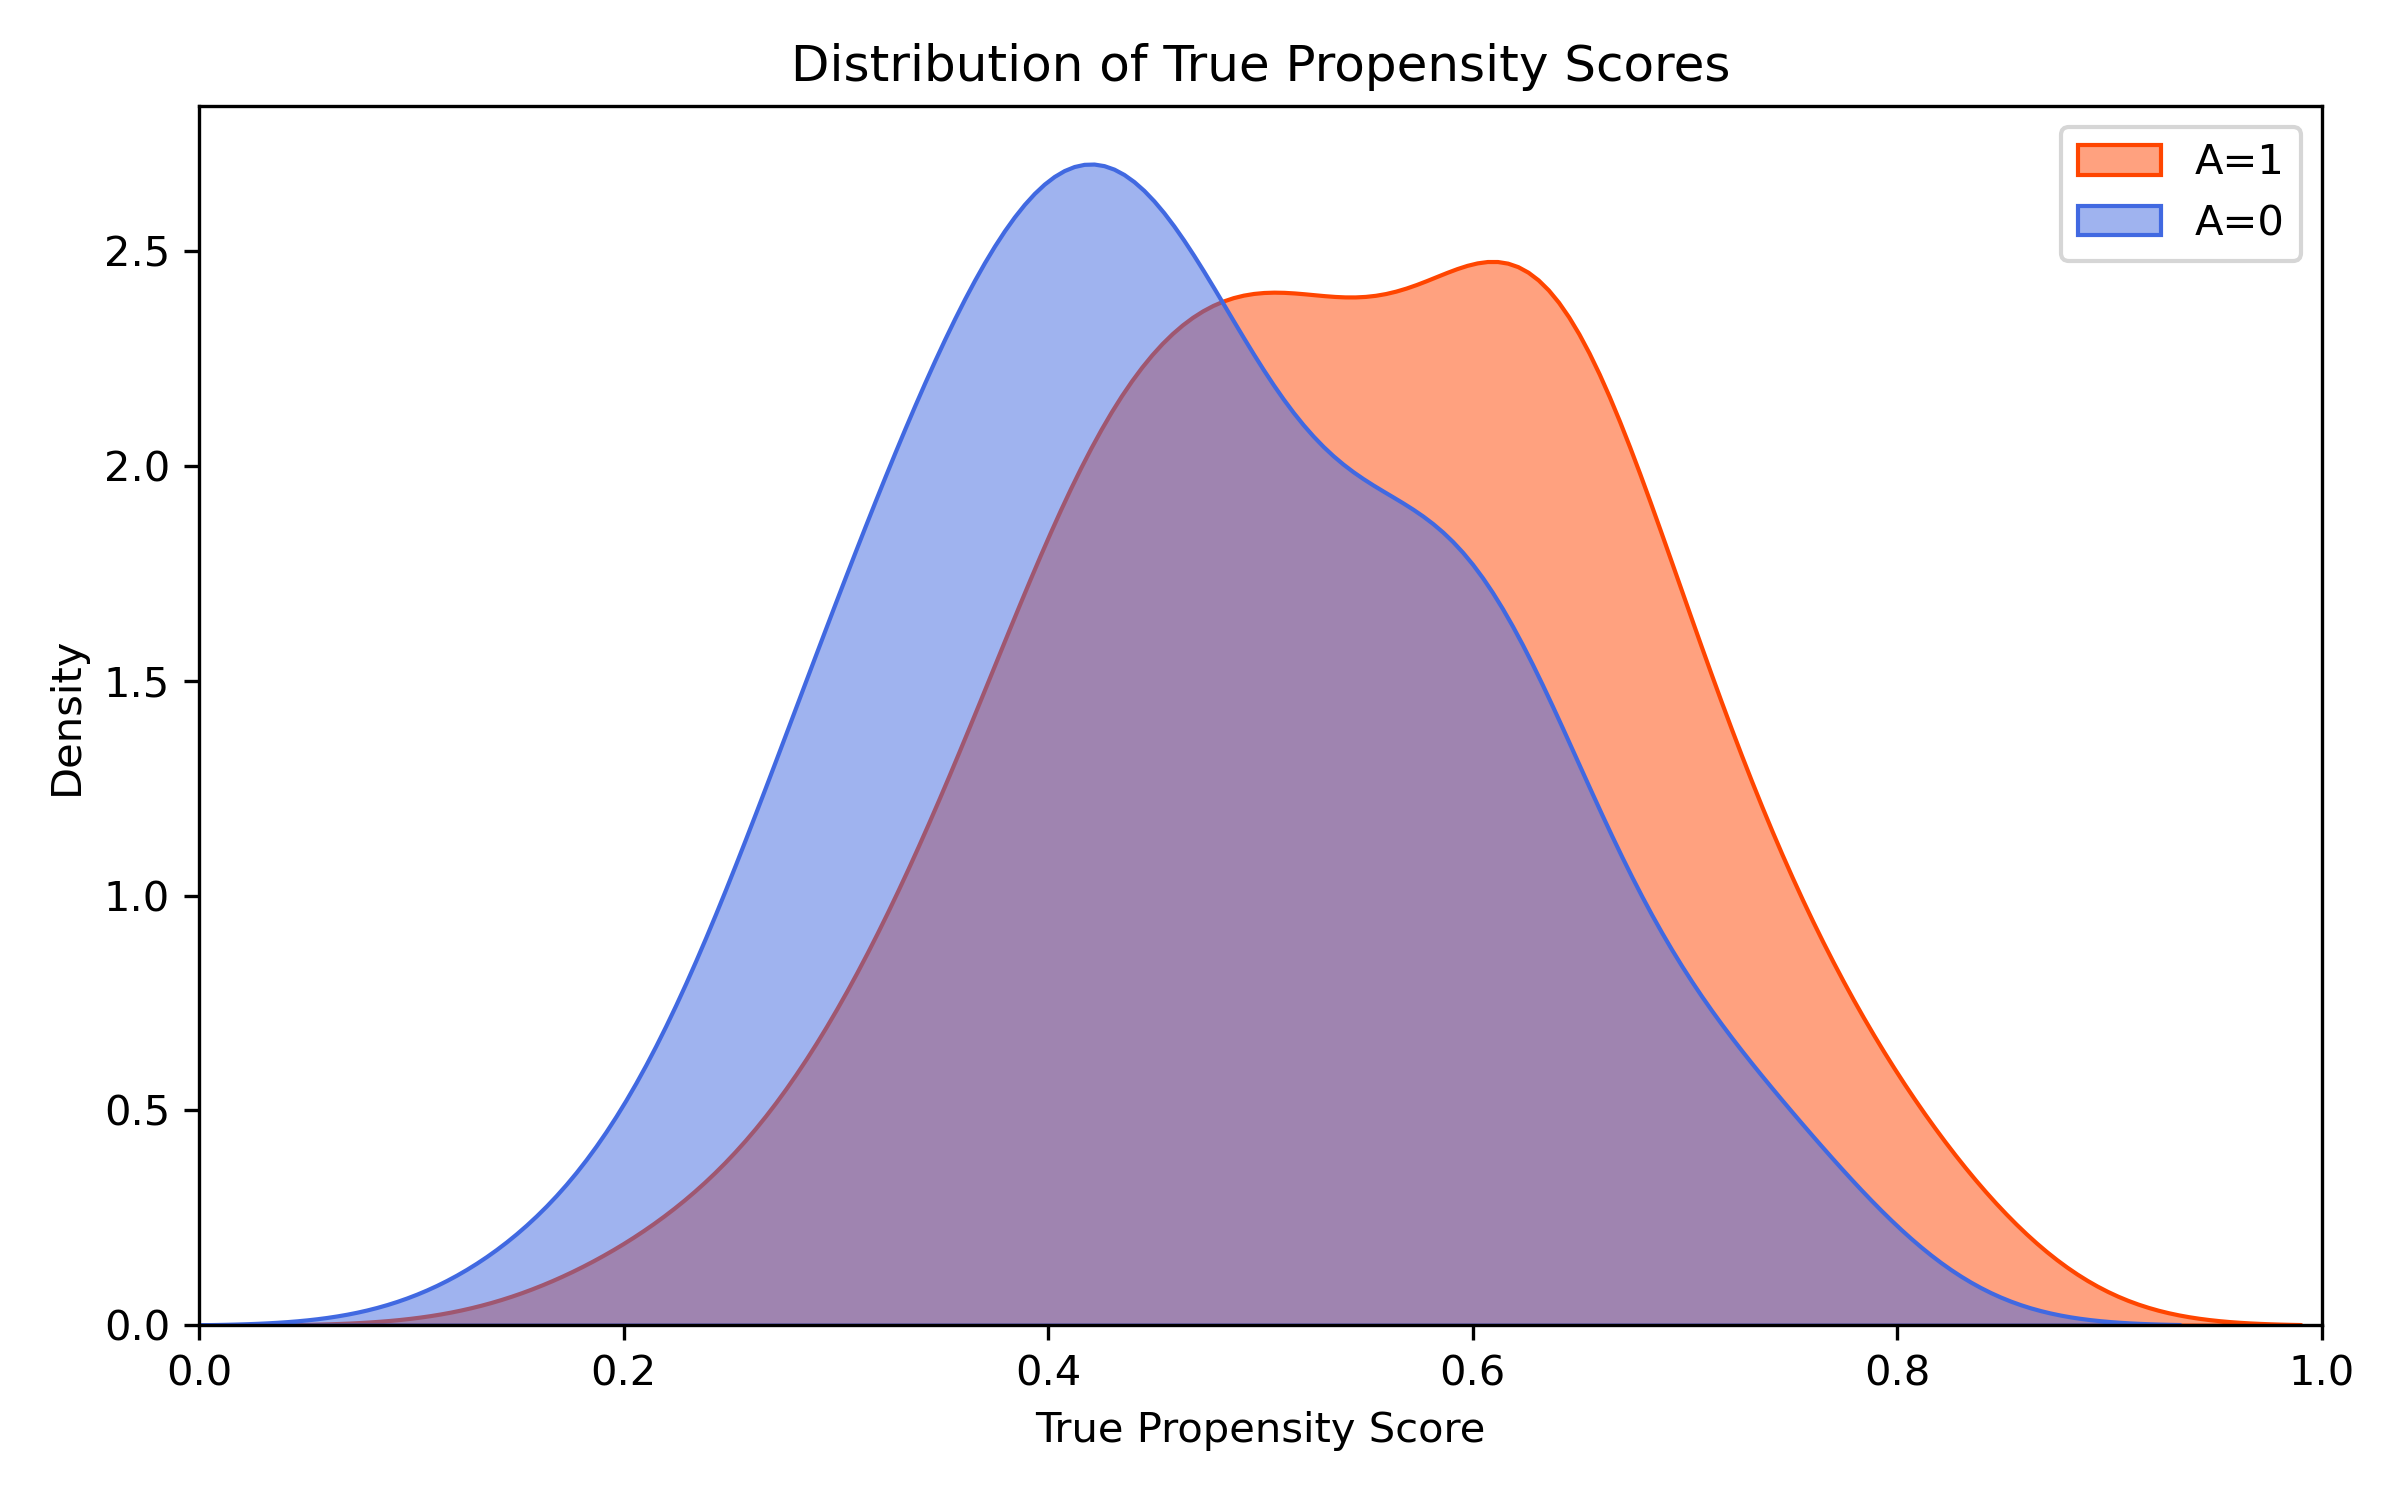 Distribution of True Propensity Scores
A=1
A=0
Density
2.5
2.0
1.5
1.0
0.5
0.0
0.0 0.2 0.4 0.6 0.8 1.0
True Propensity Score